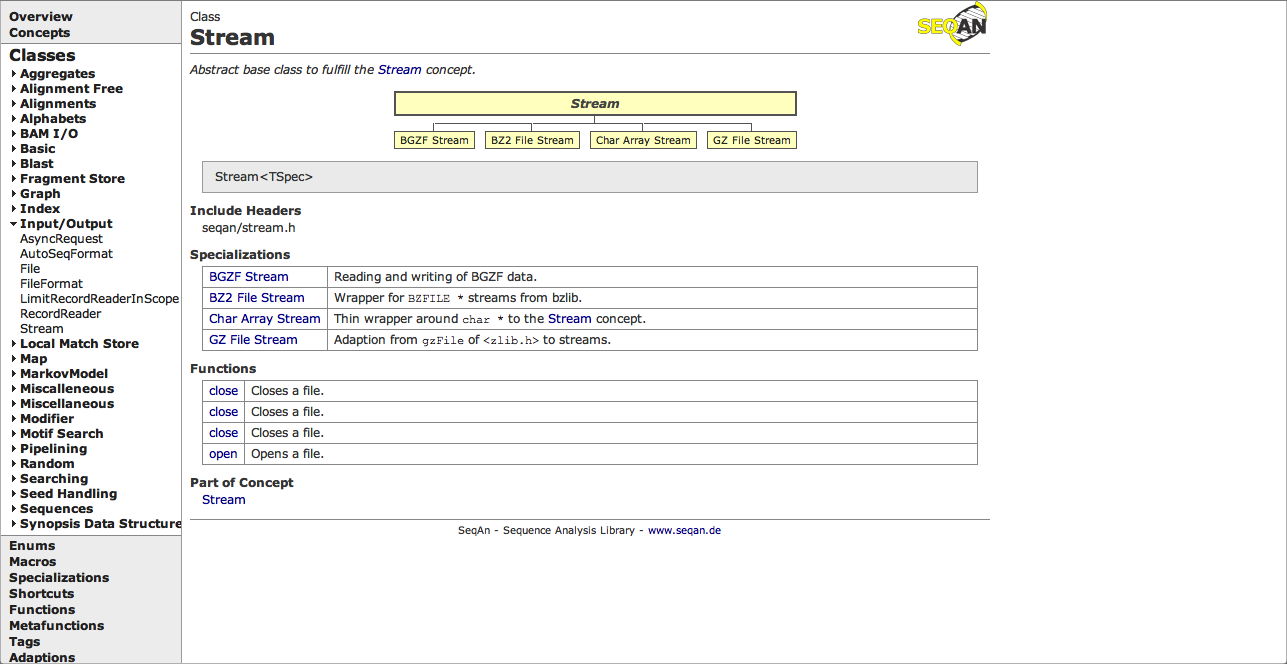 Overview
Concepts
Classes
Aggregates
Alignment Free
Alignments
Alphabets
BAM I/O
Basic
Blast
Fragment Store
Graph
Index
Input/Output
AsyncRequest
AutoSeqFormat
File
FileFormat
LimitRecordReaderInScope
RecordReader
Stream
Local Match Store
Map
MarkovModel
Miscalleneous
Miscellaneous
Modifier
Motif Search
Pipelining
Random
Searching
Seed Handling
Sequences
Synopsis Data Structure
Enums
Macros
Specializations
Shortcuts
Functions
Metafunctions
Tags
Adaptions
Class
Stream
SEQAN
Abstract base class to fulfill the Stream concept.
Stream
BGZF Stream BZ2 File Stream Char Array Stream GZ File Stream
Stream<TSpec>
Include Headers
seqan/stream.h
Specializations
BGZF Stream Reading and writing of BGZF data.
BZ2 File Stream Wrapper for BZFILE * streams from bzlib.
Char Array Stream Thin wrapper around char * to the Stream concept.
GZ File Stream Adaption from gzFile of <zlib.h> to streams.
Functions
close Closes a file.
close Closes a file.
close Closes a file.
open Opens a file.
Part of Concept
Stream
SeqAn - Sequence Analysis Library - www.seqan.de